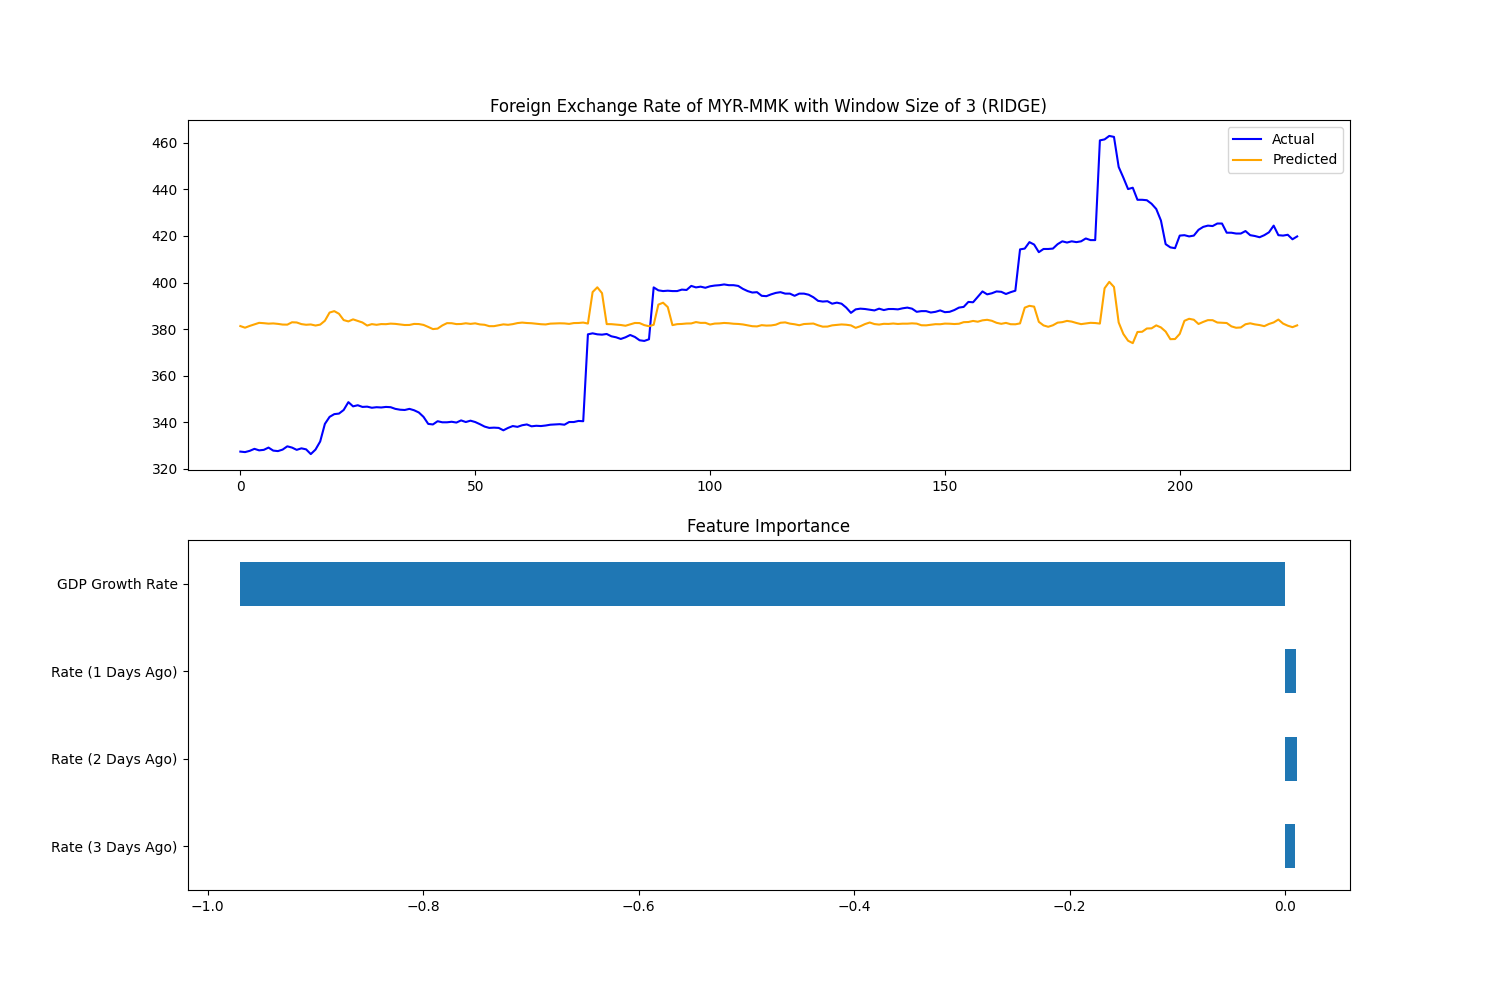 Foreign Exchange Rate of MYR-MMK with Window Size of 3 (RIDGE)
Actual
Predicted
460
440
420
400
380
360
340
320
0
50
100
150
200
Feature Importance
GDP Growth Rate
Rate (1 Days Ago)
Rate (2 Days Ago)
Rate (3 Days Ago)
−1.0
−0.8
−0.6
−0.4
−0.2
0.0